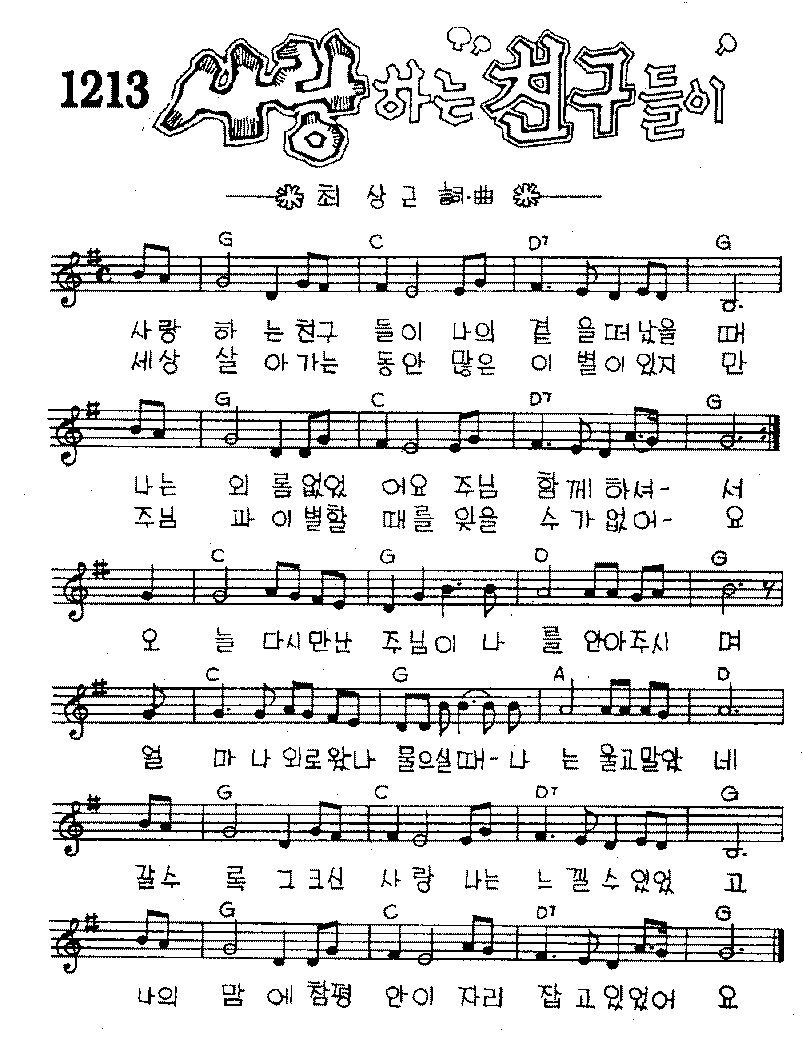 1213 사랑하는 친구들이
최 상 근 詞·曲
G C D7 G
사랑 하 는친구 들이 나의 곁 을떠났을 때
세상 살 아가는 동안 많은 이 별이있지 만
G C D7 G
나는 외 롬없었 어요 주님 함 께하셔- 서
주님 과 이별할 때를 잊을 수 가없어- 요
C G D G
오 늘 다시만난 주님이 나 를 안아주시 며
C G A D
얼 마 나 외로왔나 물으실때-나 는 울고말았 네
G C D7 G
갈수 록 그 크신 사 랑 나는 느 낄수있었 고
G C D7 G
나의 맘 에참평 안이 자리 잡 고있었어 요